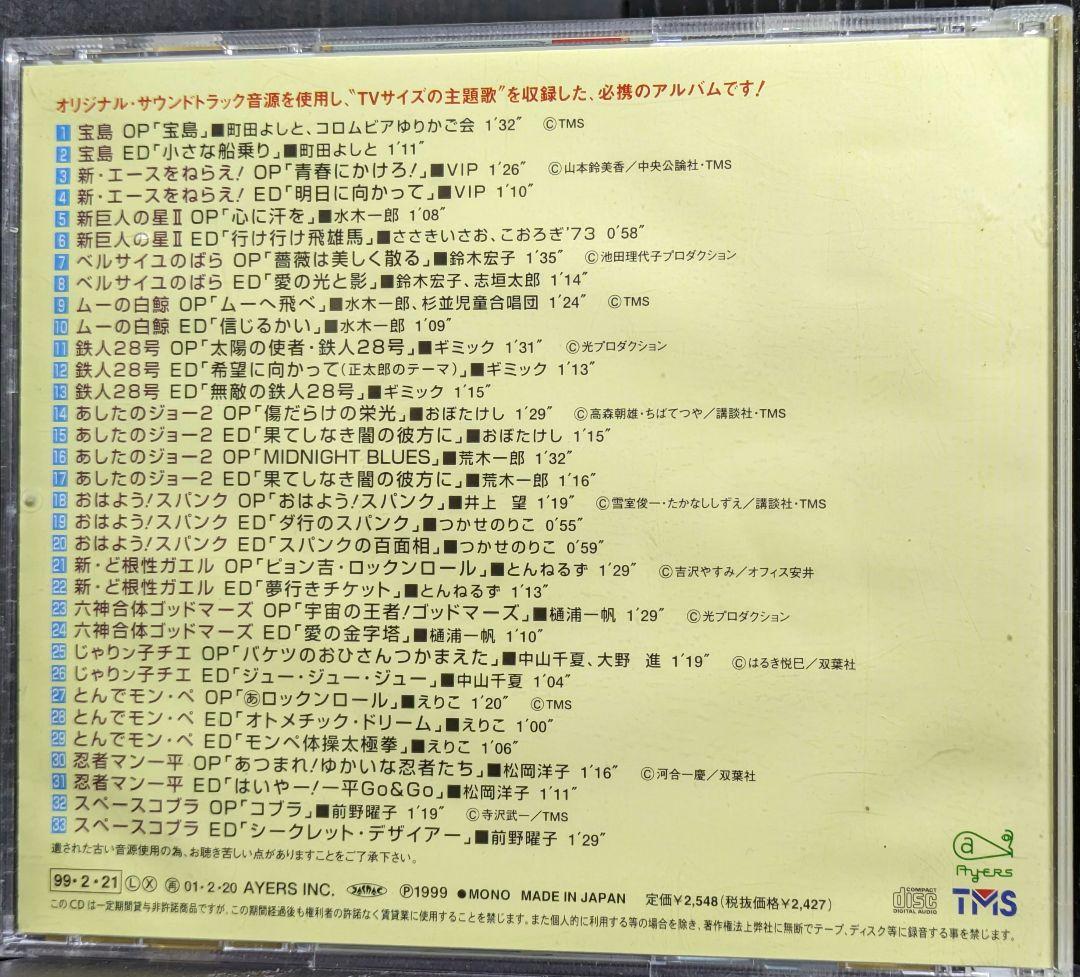 オリジナル・サウンドトラック音源を使用し、“TVサイズの主題歌”を収録した、必携のアルバムです!
1 宝島 OP「宝島」■町田よしと、コロムビアゆりかご会 1′32″ ⒸTMS
2 宝島 ED「小さな船乗り」■町田よしと 1′11″
3 新・エースをねらえ! OP「青春にかけろ!」■VIP 1′26″ Ⓒ山本鈴美香/中央公論社・TMS
4 新・エースをねらえ! ED「明日に向かって」■VIP 1′10″
5 新巨人の星Ⅱ OP「心に汗を」■水木一郎 1′08″
6 新巨人の星Ⅱ ED「行け行け飛雄馬」■ささきいさお、こおろぎ’73 0′58″
7 ベルサイユのばら OP「薔薇は美しく散る」■鈴木宏子 1′35″ Ⓒ池田理代子プロダクション
8 ベルサイユのばら ED「愛の光と影」■鈴木宏子、志垣太郎 1′14″
9 ムーの白鯨 OP「ムーへ飛べ」■水木一郎、杉並児童合唱団 1′24″ ⒸTMS
10 ムーの白鯨 ED「信じるかい」■水木一郎 1′09″
11 鉄人28号 OP「太陽の使者・鉄人28号」■ギミック 1′31″ Ⓒ光プロダクション
12 鉄人28号 ED「希望に向かって(正太郎のテーマ)」■ギミック 1′13″
13 鉄人28号 ED「無敵の鉄人28号」■ギミック 1′15″
14 あしたのジョー2 OP「傷だらけの栄光」■おぼたけし 1′29″ Ⓒ高森朝雄・ちばてつや/講談社・TMS
15 あしたのジョー2 ED「果てしなき闇の彼方に」■おぼたけし 1′15″
16 あしたのジョー2 OP「MIDNIGHT BLUES」■荒木一郎 1′32″
17 あしたのジョー2 ED「果てしなき闇の彼方に」■荒木一郎 1′16″
18 おはよう!スパンク OP「おはよう!スパンク」■井上 望 1′19″ Ⓒ雪室俊一・たかなししずえ/講談社・TMS
19 おはよう!スパンク ED「ダ行のスパンク」■つかせのりこ 0′55″
20 おはよう!スパンク ED「スパンクの百面相」■つかせのりこ 0′59″
21 新・ど根性ガエル OP「ピョン吉・ロックンロール」■とんねるず 1′29″ Ⓒ吉沢やすみ/オフィス安井
22 新・ど根性ガエル ED「夢行きチケット」■とんねるず 1′13″
23 六神合体ゴッドマーズ OP「宇宙の王者!ゴッドマーズ」■樋浦一帆 1′29″ Ⓒ光プロダクション
24 六神合体ゴッドマーズ ED「愛の金字塔」■樋浦一帆 1′10″
25 じゃりン子チエ OP「バケツのおひさんつかまえた」■中山千夏、大野 進 1′19″ Ⓒはるき悦巳/双葉社
26 じゃりン子チエ ED「ジュー・ジュー・ジュー」■中山千夏 1′04″
27 とんでモン・ペ OP「㋐ロックンロール」■えりこ 1′20″ ⒸTMS
28 とんでモン・ペ ED「オトメチック・ドリーム」■えりこ 1′00″
29 とんでモン・ペ ED「モンペ体操太極拳」■えりこ 1′06″
30 忍者マン一平 OP「あつまれ!ゆかいな忍者たち」■松岡洋子 1′16″ Ⓒ河合一慶/双葉社
31 忍者マン一平 ED「はいやー!一平Go&Go」■松岡洋子 1′11″
32 スペースコブラ OP「コブラ」■前野曜子 1′19″ Ⓒ寺沢武一/TMS
33 スペースコブラ ED「シークレット・デザイアー」■前野曜子 1′29″
遺された古い音源使用の為、お聴き苦しい点がありますことをご了承下さい。
a AYERS
99・2・21 Ⓛ Ⓧ ㊮ 01・2・20 AYERS INC. JASRAC Ⓟ1999 ●MONO MADE IN JAPAN 定価¥2,548(税抜価格¥2,427) COMPACT disc DIGITAL AUDIO TMS
このCDは一定期間貸与非許諾商品ですが、この期間経過後も権利者の許諾なく賃貸業に使用することを禁じます。また個人的に利用する等の場合を除き、著作権法上弊社に無断でテープ、ディスク等に録音する事を禁じます。